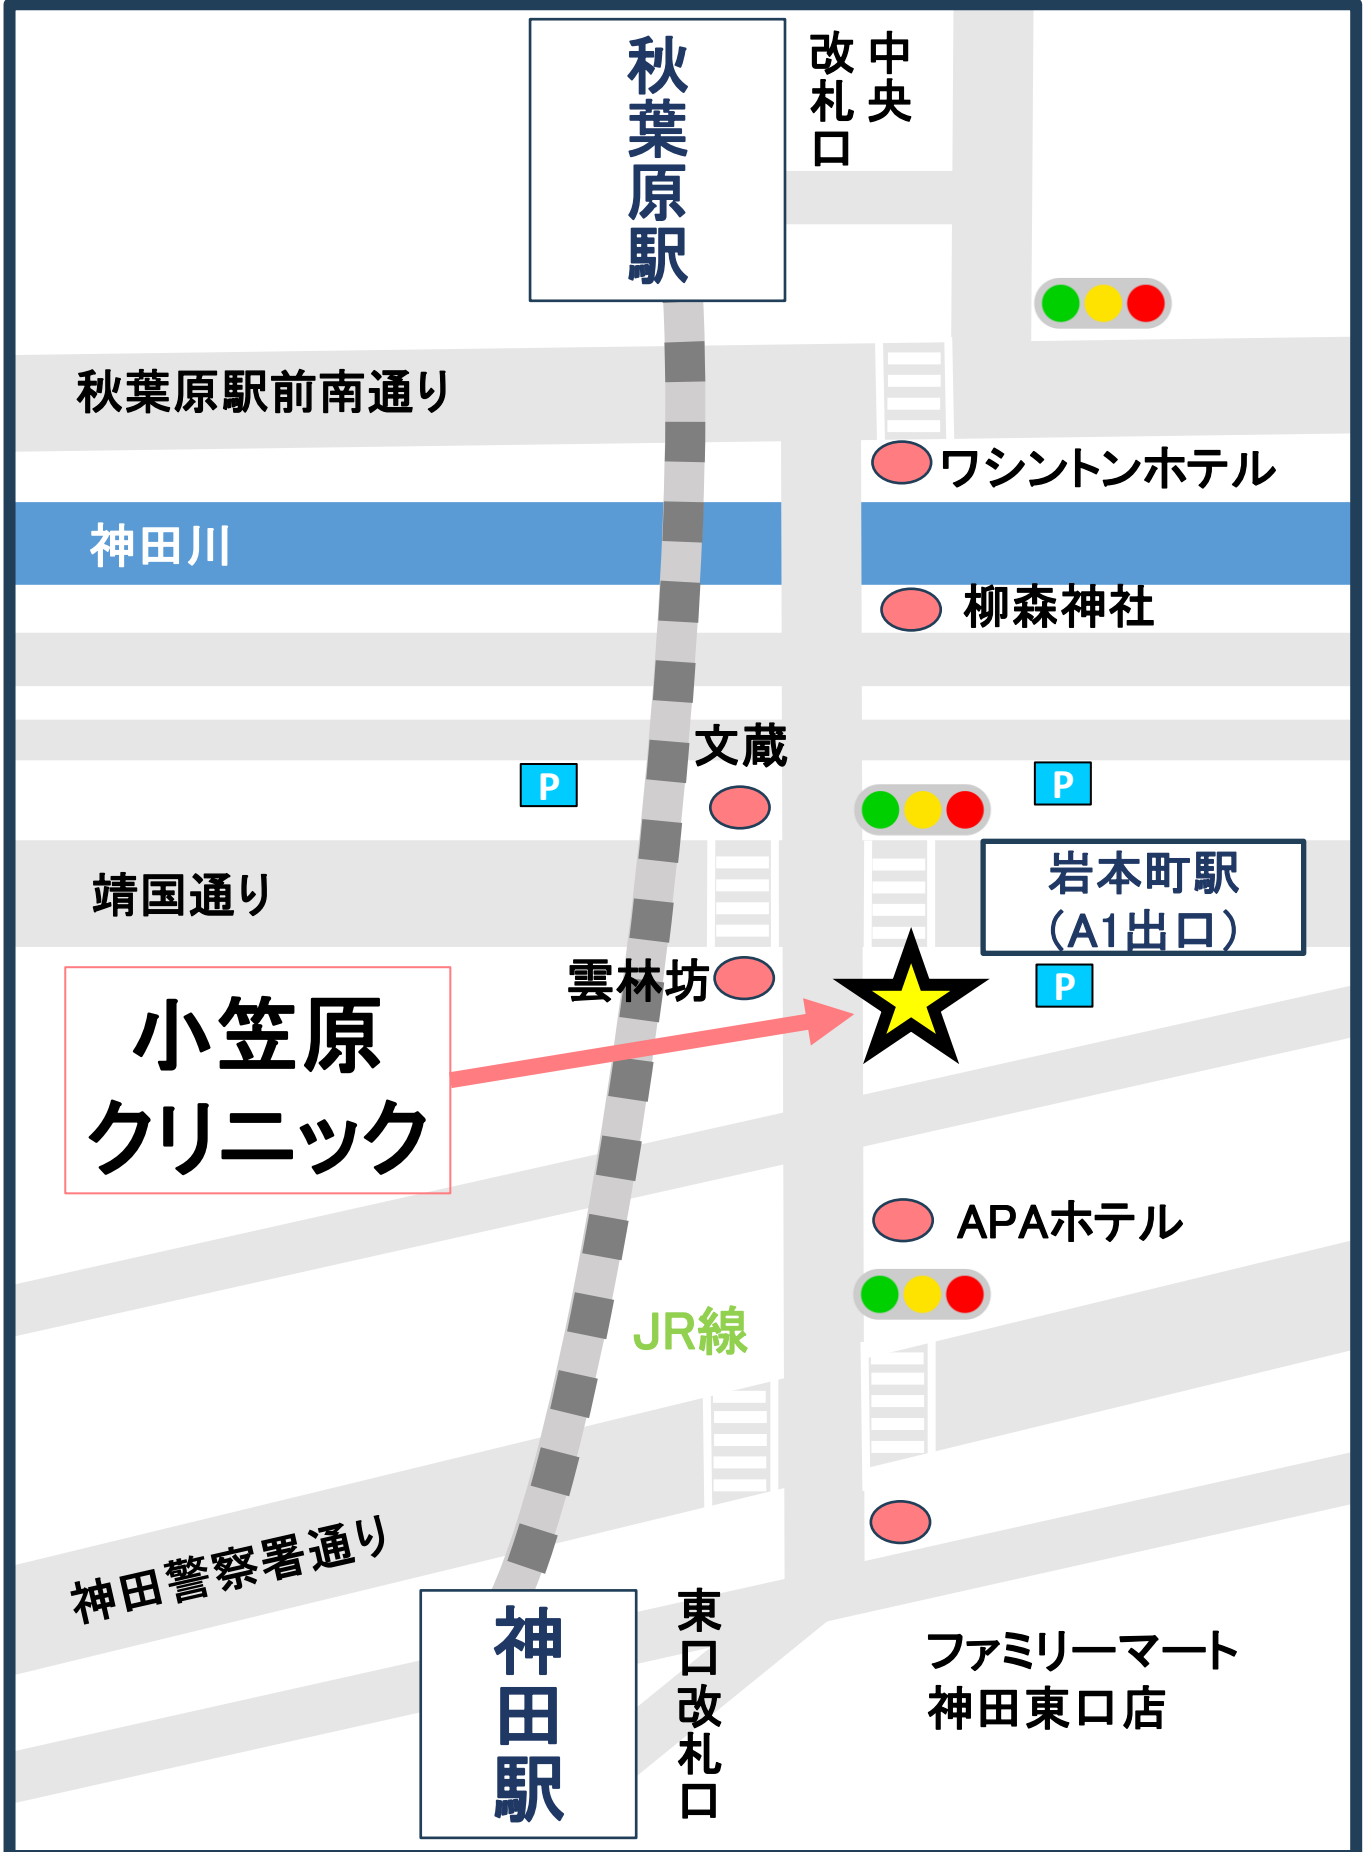 秋葉原駅
中央
改札口
秋葉原駅前南通り
ワシントンホテル
神田川
柳森神社
文蔵
P
P
靖国通り
岩本町駅
（A1出口）
雲林坊
P
小笠原
クリニック
APAホテル
JR線
神田警察署通り
神田駅
東口改札口
ファミリーマート
神田東口店